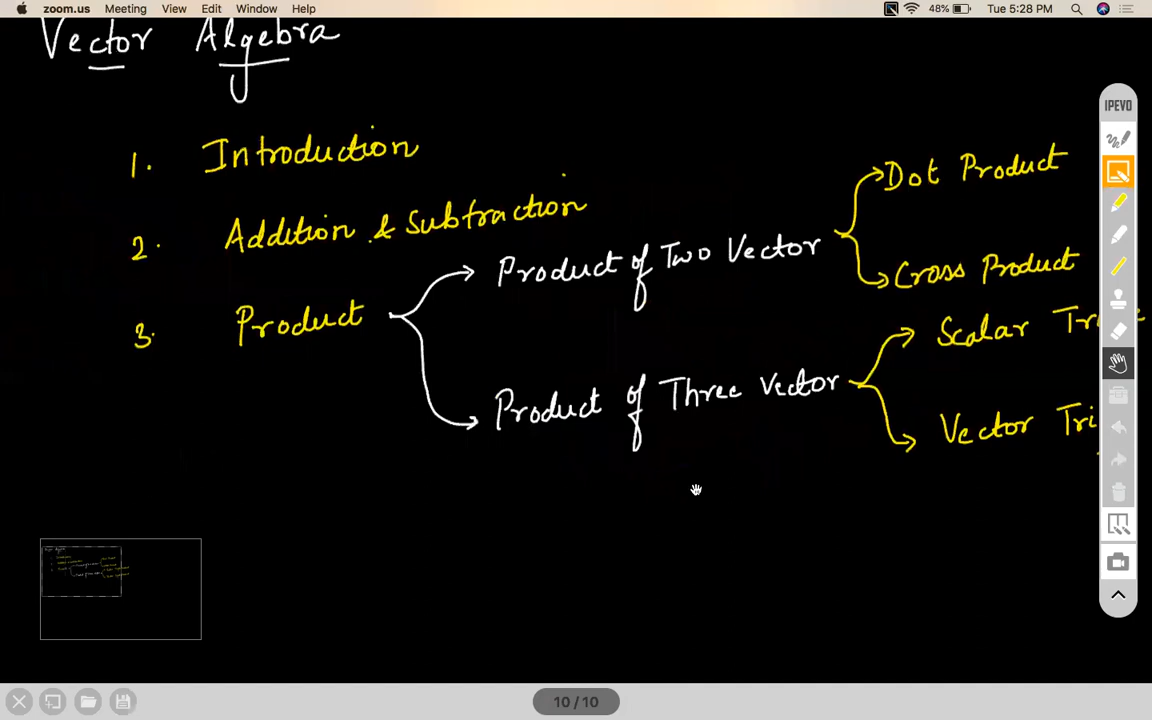 zoom.us Meeting View Edit Window Help 48% Tue 5:28 PM
Vector Algebra
IPEVO
1. Introduction
2. Addition & Subtraction
3. Product
Product of Two Vector
Dot Product
Cross Product
Product of Three Vector
Scalar
Vector Tri
10 / 10